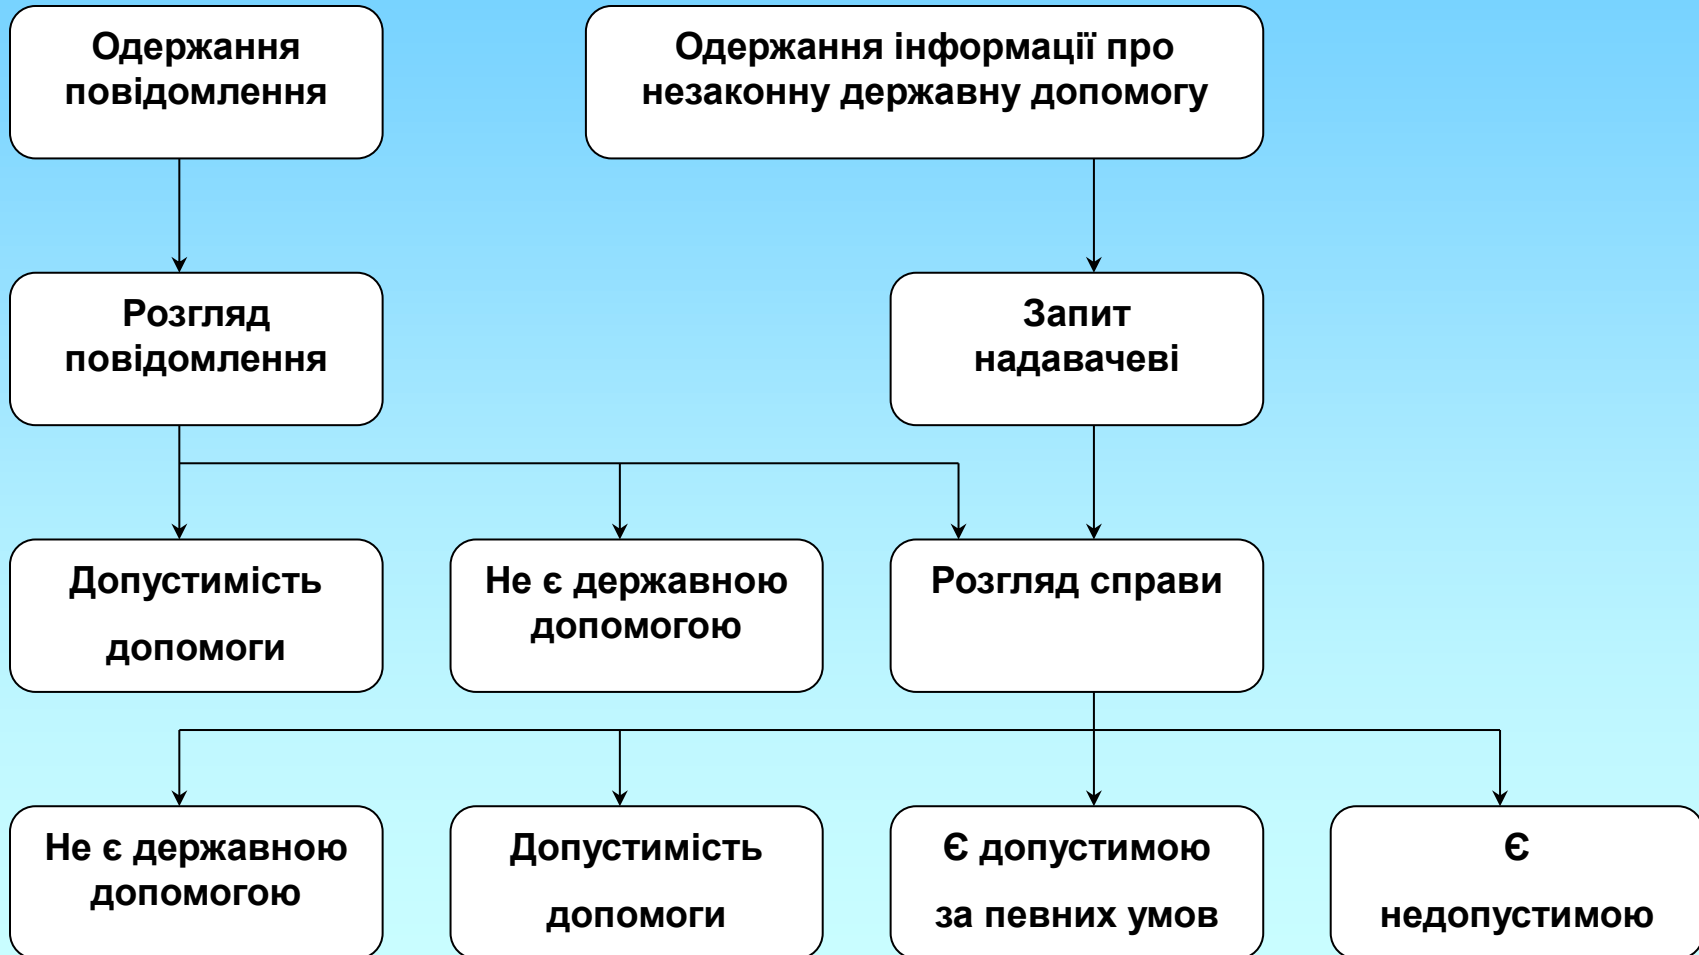 Одержання
повідомлення
Одержання інформації про
незаконну державну допомогу
Розгляд
повідомлення
Запит
надавачеві
Допустимість
допомоги
Не є державною
допомогою
Розгляд справи
Не є державною
допомогою
Допустимість
допомоги
Є допустимою
за певних умов
Є
недопустимою